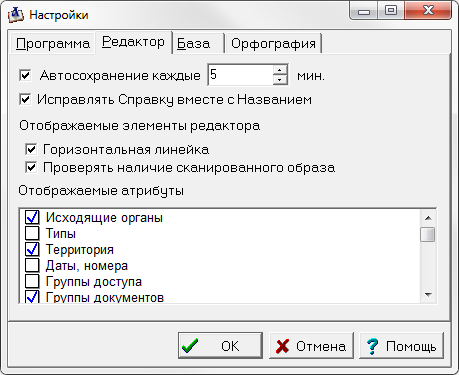 Настройки
Программа Редактор База Орфография
Автосохранение каждые 5 мин.
Исправлять Справку вместе с Названием
Отображаемые элементы редактора
Горизонтальная линейка
Проверять наличие сканированного образа
Отображаемые атрибуты
Исходящие органы
Типы
Территория
Даты, номера
Группы доступа
Группы документов
OK Отмена ? Помощь